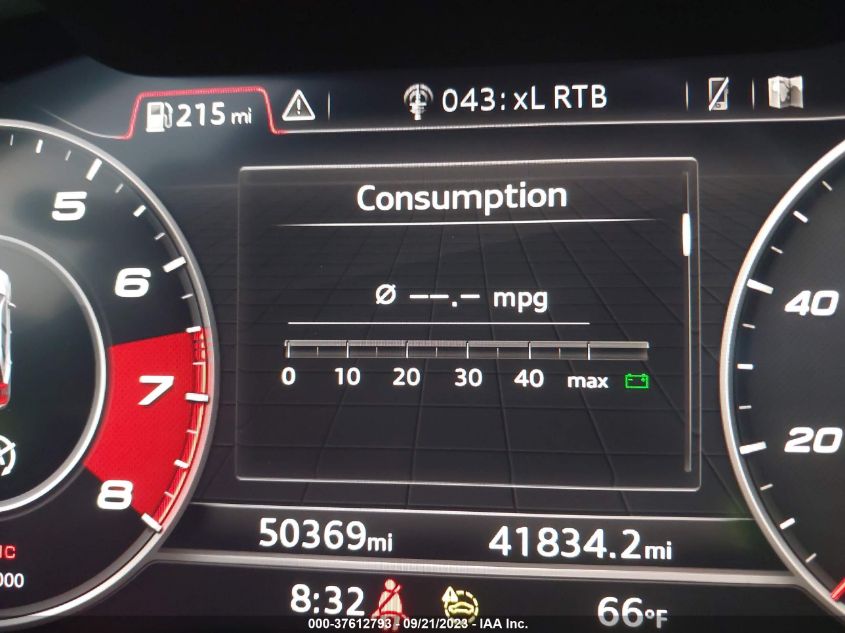 215 mi
043: xL RTB
Consumption
Ø --.- mpg
0 10 20 30 40 max
5
6
7
8
40
20
50369mi
41834.2mi
8:32
66°F
000-37612793 - 09/21/2023 - IAA Inc.